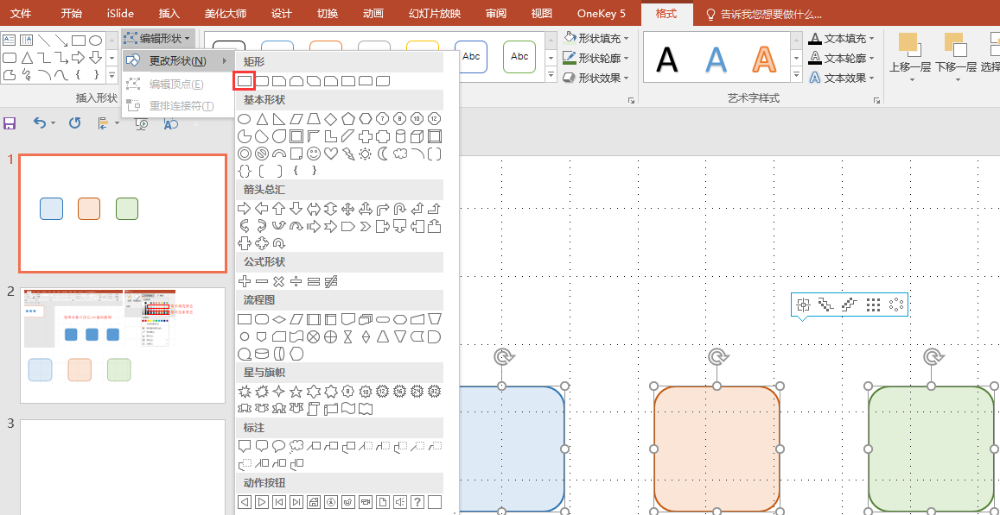 文件 开始 iSlide 插入 美化大师 设计 切换 动画 幻灯片放映 审阅 视图 OneKey 5 格式 告诉我您想要做什么...
编辑形状
更改形状(N)
编辑顶点(E)
重排连接符(T)
插入形状
Abc Abc
形状填充
形状轮廓
形状效果
A A A
艺术字样式
文本填充
文本轮廓
文本效果
上移一层 下移一层 选择
矩形
基本形状
箭头总汇
公式形状
流程图
星与旗帜
标注
动作按钮
1
2
3